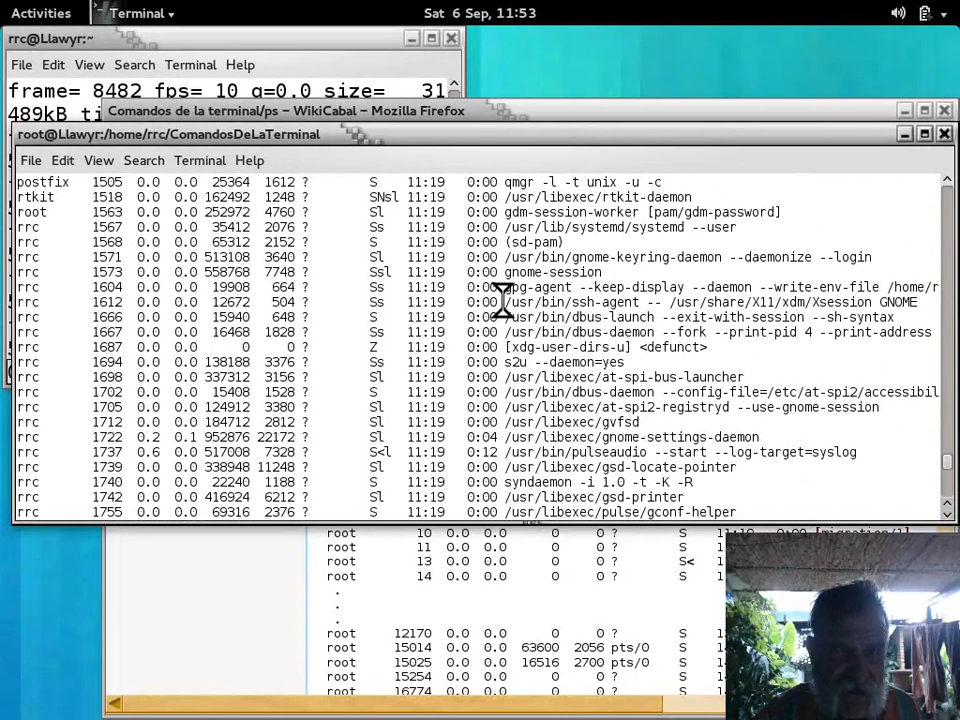 Activities Terminal Sat 6 Sep, 11:53
rrc@Llawyr:~
File Edit View Search Terminal Help
frame= 8482 fps= 10 q=0.0 size= 31
489kB ti
Comandos de la terminal/ps – WikiCabal – Mozilla Firefox
root@Llawyr:/home/rrc/ComandosDeLaTerminal
File Edit View Search Terminal Help
postfix 1505 0.0 0.0 25364 1612 ? S 11:19 0:00 qmgr -l -t unix -u -c
rtkit 1518 0.0 0.0 162492 1248 ? SNsl 11:19 0:00 /usr/libexec/rtkit-daemon
root 1563 0.0 0.0 252972 4760 ? Sl 11:19 0:00 gdm-session-worker [pam/gdm-password]
rrc 1567 0.0 0.0 35412 2076 ? Ss 11:19 0:00 /usr/lib/systemd/systemd --user
rrc 1568 0.0 0.0 65312 2152 ? S 11:19 0:00 (sd-pam)
rrc 1571 0.0 0.0 513108 3640 ? Sl 11:19 0:00 /usr/bin/gnome-keyring-daemon --daemonize --login
rrc 1573 0.0 0.0 558768 7748 ? Ssl 11:19 0:00 gnome-session
rrc 1604 0.0 0.0 19908 664 ? Ss 11:19 0:00 gpg-agent --keep-display --daemon --write-env-file /home/r
rrc 1612 0.0 0.0 12672 504 ? Ss 11:19 0:00 /usr/bin/ssh-agent -- /usr/share/X11/xdm/Xsession GNOME
rrc 1666 0.0 0.0 15940 648 ? S 11:19 0:00 /usr/bin/dbus-launch --exit-with-session --sh-syntax
rrc 1667 0.0 0.0 16468 1828 ? Ss 11:19 0:00 /usr/bin/dbus-daemon --fork --print-pid 4 --print-address
rrc 1687 0.0 0.0 0 0 ? Z 11:19 0:00 [xdg-user-dirs-u] <defunct>
rrc 1694 0.0 0.0 138188 3376 ? Ss 11:19 0:00 s2u --daemon=yes
rrc 1698 0.0 0.0 337312 3156 ? Sl 11:19 0:00 /usr/libexec/at-spi-bus-launcher
rrc 1702 0.0 0.0 15408 1528 ? S 11:19 0:00 /usr/bin/dbus-daemon --config-file=/etc/at-spi2/accessibil
rrc 1705 0.0 0.0 124912 3380 ? Sl 11:19 0:00 /usr/libexec/at-spi2-registryd --use-gnome-session
rrc 1712 0.0 0.0 184712 2812 ? Sl 11:19 0:00 /usr/libexec/gvfsd
rrc 1722 0.2 0.1 952876 22172 ? Sl 11:19 0:04 /usr/libexec/gnome-settings-daemon
rrc 1737 0.6 0.0 517008 7328 ? S<l 11:19 0:12 /usr/bin/pulseaudio --start --log-target=syslog
rrc 1739 0.0 0.0 338948 11248 ? Sl 11:19 0:00 /usr/libexec/gsd-locate-pointer
rrc 1740 0.0 0.0 22240 1188 ? S 11:19 0:00 syndaemon -i 1.0 -t -K -R
rrc 1742 0.0 0.0 416924 6212 ? Sl 11:19 0:00 /usr/libexec/gsd-printer
rrc 1755 0.0 0.0 69316 2376 ? S 11:19 0:00 /usr/libexec/pulse/gconf-helper
root 10 0.0 0.0 0 0 ? S
root 11 0.0 0.0 0 0 ? S
root 13 0.0 0.0 0 0 ? S<
root 14 0.0 0.0 0 0 ? S
.
.
.
root 12170 0.0 0.0 0 0 ? S
root 15014 0.0 0.0 63600 2056 pts/0 S
root 15025 0.0 0.0 16516 2700 pts/0 S
root 15254 0.0 0.0 0 0 ? S
root 16774 0.0 0.0 0 0 ? S